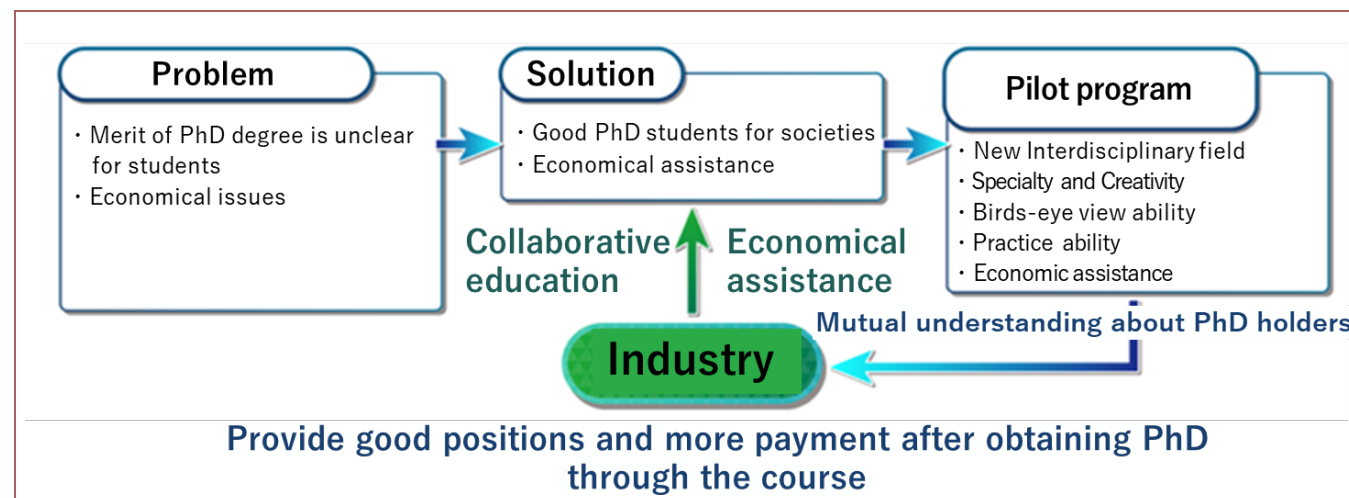 Problem
・Merit of PhD degree is unclear
for students
・Economical issues
Solution
・Good PhD students for societies
・Economical assistance
Pilot program
・New Interdisciplinary field
・Specialty and Creativity
・Birds-eye view ability
・Practice ability
・Economic assistance
Collaborative
education
Economical
assistance
Mutual understanding about PhD holders
Industry
Provide good positions and more payment after obtaining PhD
through the course